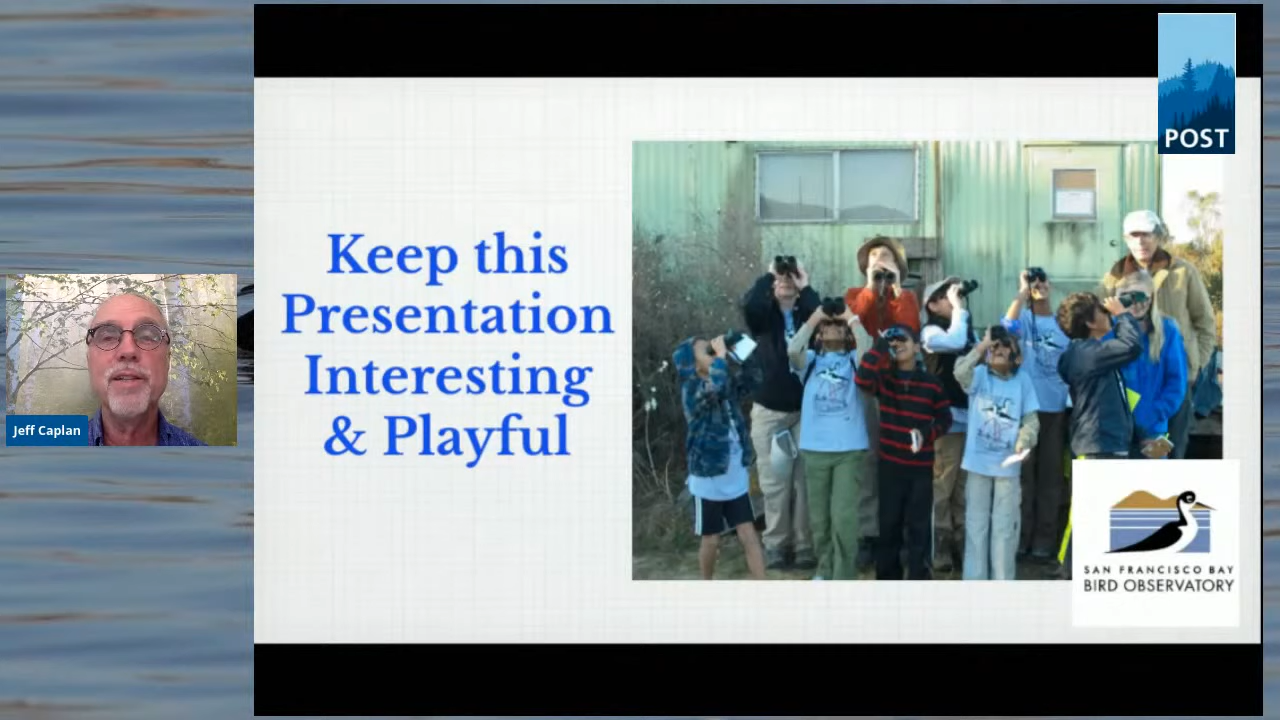 POST
Keep this
Presentation
Interesting
& Playful
Jeff Caplan
SAN FRANCISCO BAY
BIRD OBSERVATORY